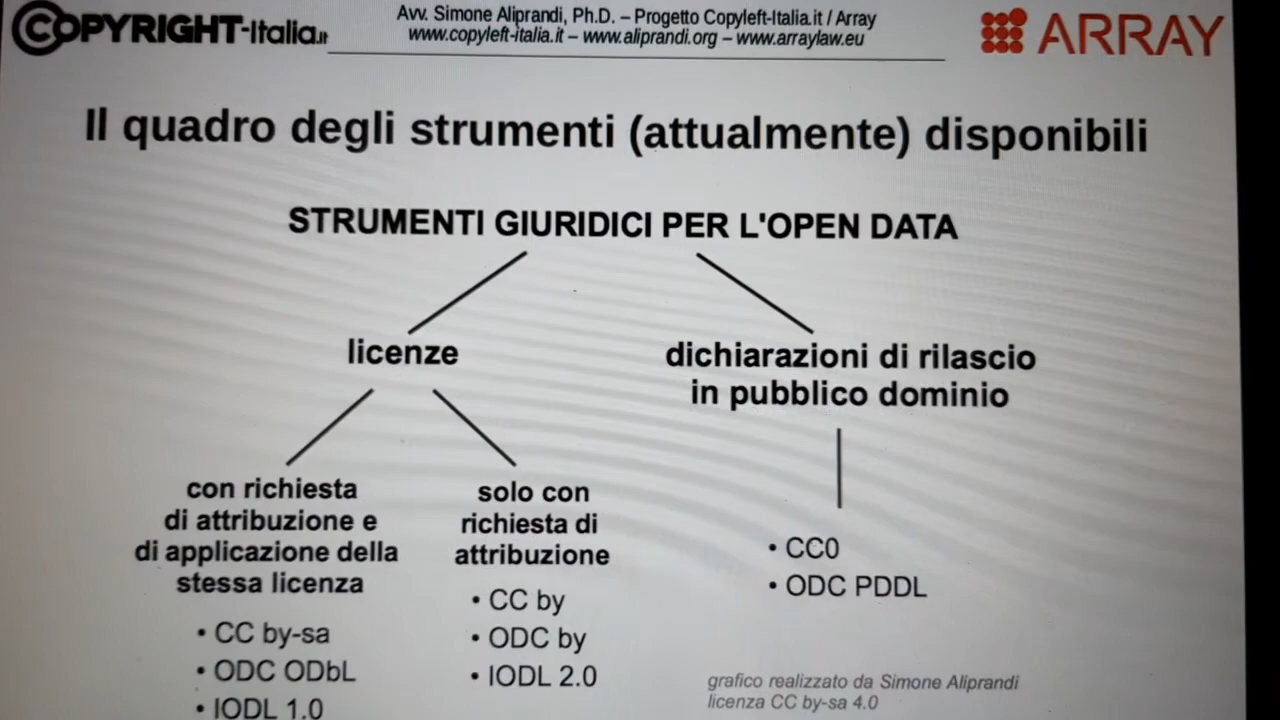 COPYRIGHT-Italia.it
Avv. Simone Aliprandi, Ph.D. – Progetto Copyleft-Italia.it / Array
www.copyleft-italia.it – www.aliprandi.org – www.arraylaw.eu
ARRAY
Il quadro degli strumenti (attualmente) disponibili
STRUMENTI GIURIDICI PER L'OPEN DATA
licenze
dichiarazioni di rilascio
in pubblico dominio
con richiesta
di attribuzione e
di applicazione della
stessa licenza
• CC by-sa
• ODC ODbL
• IODL 1.0
solo con
richiesta di
attribuzione
• CC by
• ODC by
• IODL 2.0
• CC0
• ODC PDDL
grafico realizzato da Simone Aliprandi
licenza CC by-sa 4.0